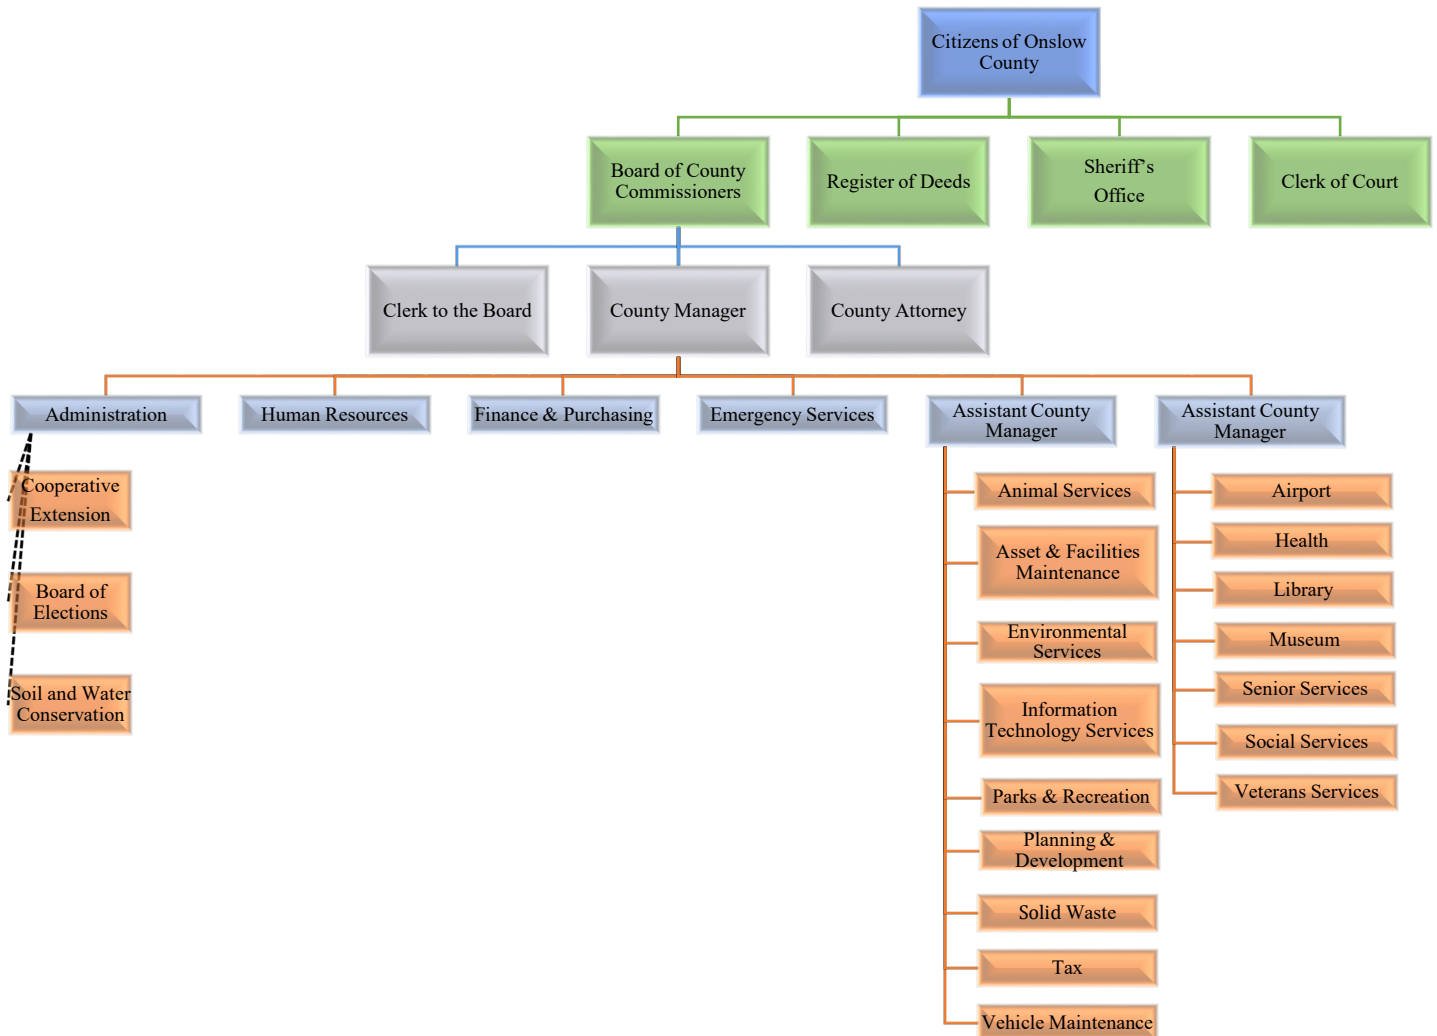 Citizens of Onslow
County
Board of County
Commissioners
Register of Deeds
Sheriff’s
Office
Clerk of Court
Clerk to the Board
County Manager
County Attorney
Administration
Human Resources
Finance & Purchasing
Emergency Services
Assistant County
Manager
Assistant County
Manager
Cooperative
Extension
Board of
Elections
Soil and Water
Conservation
Animal Services
Asset & Facilities
Maintenance
Environmental
Services
Information
Technology Services
Parks & Recreation
Planning &
Development
Solid Waste
Tax
Vehicle Maintenance
Airport
Health
Library
Museum
Senior Services
Social Services
Veterans Services